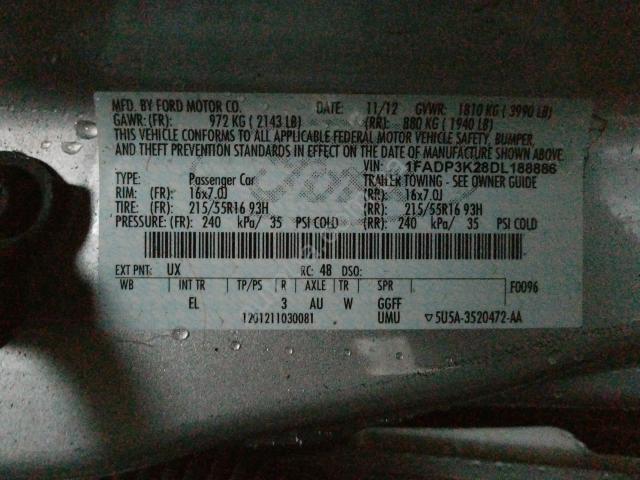 MFD. BY FORD MOTOR CO. DATE: 11/12 GVWR: 1810 KG ( 3990 LB)
GAWR: (FR): 972 KG ( 2143 LB) (RR): 880 KG ( 1940 LB)
THIS VEHICLE CONFORMS TO ALL APPLICABLE FEDERAL MOTOR VEHICLE SAFETY, BUMPER,
AND THEFT PREVENTION STANDARDS IN EFFECT ON THE DATE OF MANUFACTURE SHOWN ABOVE.
VIN: 1FADP3K28DL188886
TYPE: Passenger Car TRAILER TOWING - SEE OWNER GUIDE
RIM: (FR): 16x7.0J (RR): 16x7.0J
TIRE: (FR): 215/55R16 93H (RR): 215/55R16 93H
PRESSURE: (FR): 240 kPa/ 35 PSI COLD (RR): 240 kPa/ 35 PSI COLD
EXT PNT: UX RC: 48 DSO:
WB INT TR TP/PS R AXLE TR SPR F0096
EL 3 AU W GGFF
1201211030081 UMU ▽5U5A-3520472-AA